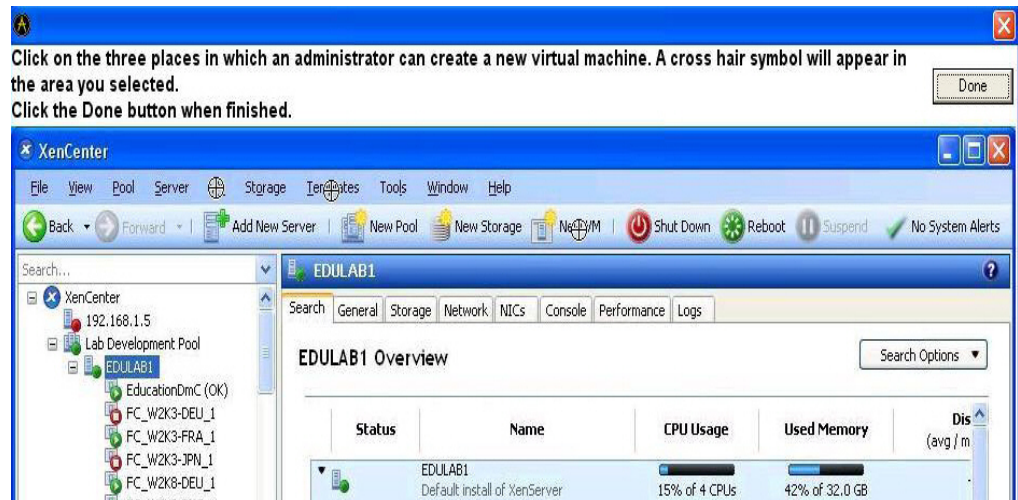 Click on the three places in which an administrator can create a new virtual machine. A cross hair symbol will appear in
the area you selected.
Click the Done button when finished.
Done
XenCenter
File View Pool Server Storage Tools Window Help
Back Forward Add New Server New Pool New Storage Shut Down Reboot Suspend No System Alerts
Search...
EDULAB1
XenCenter
192.168.1.5
Lab Development Pool
EDULAB1
EducationDmC (OK)
FC_W2K3-DEU_1
FC_W2K3-FRA_1
FC_W2K3-JPN_1
FC_W2K8-DEU_1
Search General Storage Network NICs Console Performance Logs
EDULAB1 Overview
Search Options
Status Name CPU Usage Used Memory Dis
(avg / m
EDULAB1
Default install of XenServer
15% of 4 CPUs
42% of 32.0 GB